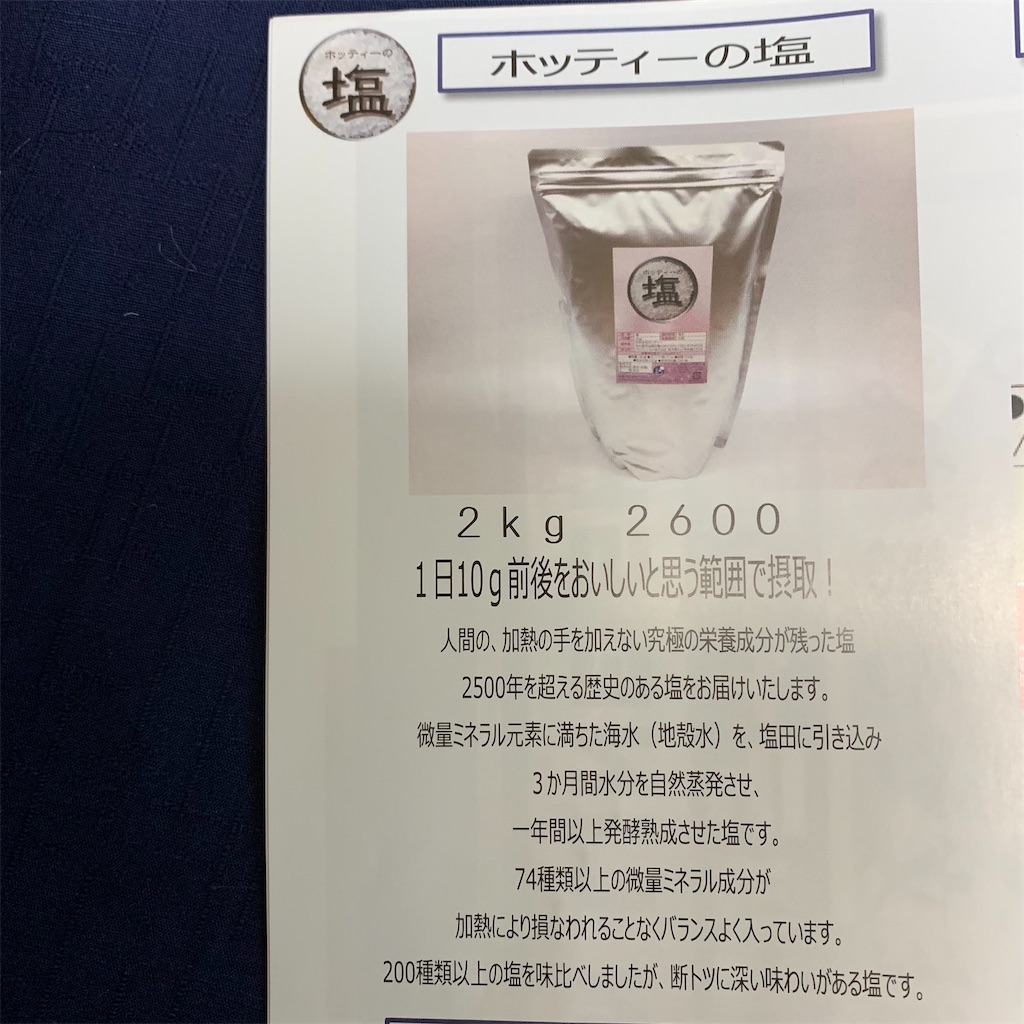 ホッティーの
塩
ホッティーの塩
ホッティーの
塩
2kg 2600
1日10g前後をおいしいと思う範囲で摂取！
人間の、加熱の手を加えない究極の栄養成分が残った塩
2500年を超える歴史のある塩をお届けいたします。
微量ミネラル元素に満ちた海水（地殻水）を、塩田に引き込み
３か月間水分を自然蒸発させ、
一年間以上発酵熟成させた塩です。
74種類以上の微量ミネラル成分が
加熱により損なわれることなくバランスよく入っています。
200種類以上の塩を味比べしましたが、断トツに深い味わいがある塩です。